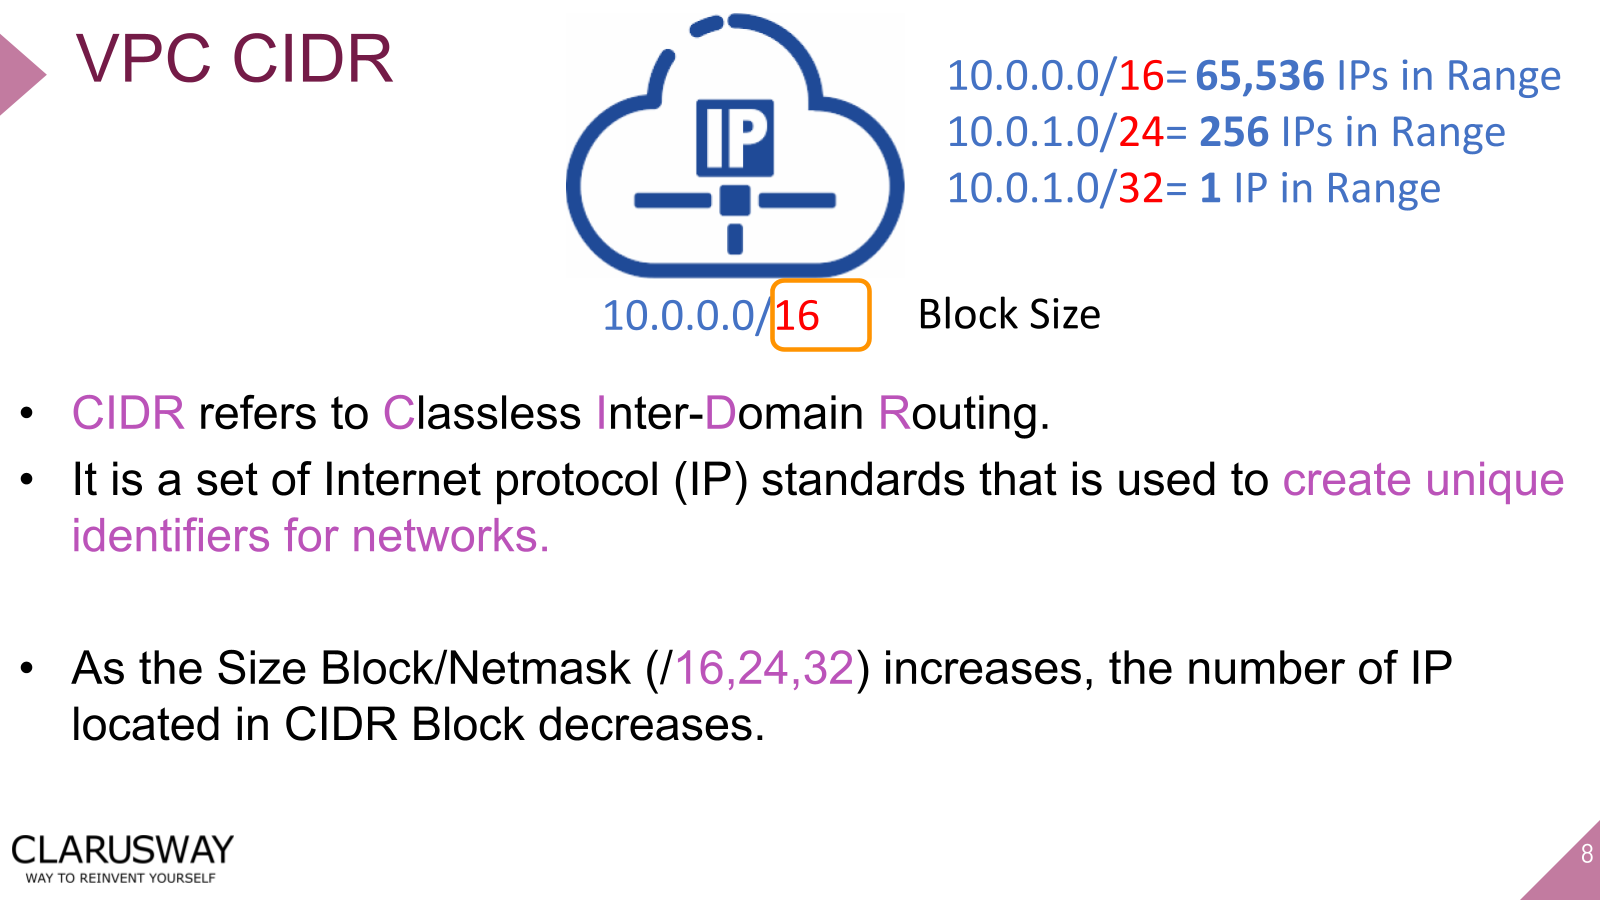 VPC CIDR
IP
10.0.0.0/16= 65,536 IPs in Range
10.0.1.0/24= 256 IPs in Range
10.0.1.0/32= 1 IP in Range
10.0.0.0/16
Block Size
• CIDR refers to Classless Inter-Domain Routing.
• It is a set of Internet protocol (IP) standards that is used to create unique
identifiers for networks.
• As the Size Block/Netmask (/16,24,32) increases, the number of IP
located in CIDR Block decreases.
CLARUSWAY
WAY TO REINVENT YOURSELF
8